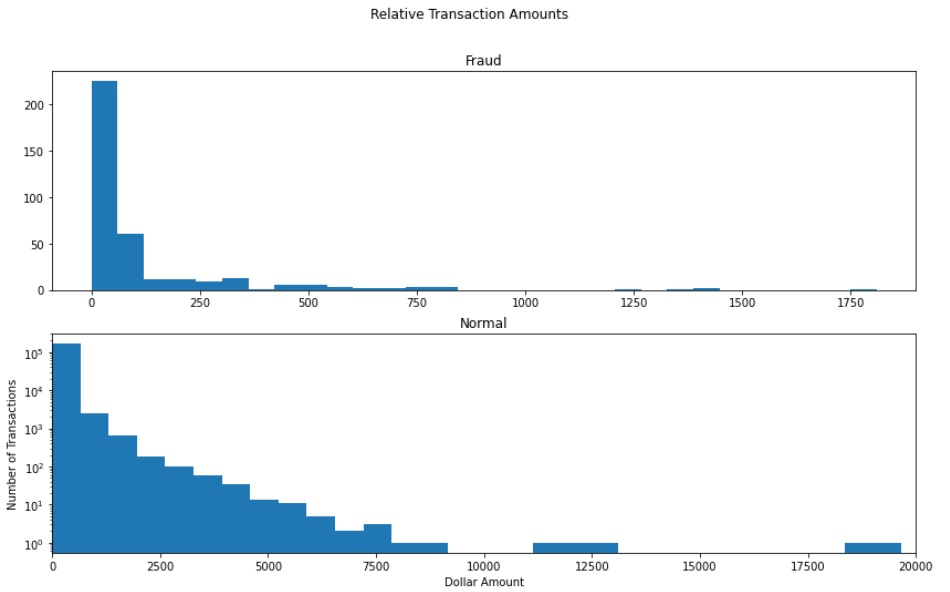 Relative Transaction Amounts
Fraud
200
150
100
50
0
0 250 500 750 1000 1250 1500 1750
Normal
Number of Transactions
10⁵
10⁴
10³
10²
10¹
10⁰
0 2500 5000 7500 10000 12500 15000 17500 20000
Dollar Amount